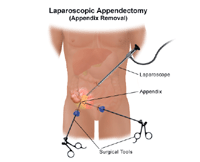 Laparoscopic Appendectomy
(Appendix Removal)
Laparoscope
Appendix
Surgical Tools